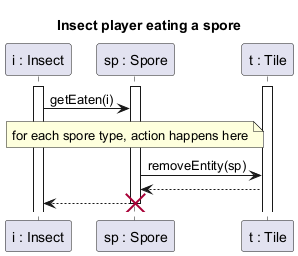 Insect player eating a spore
i : Insect
sp : Spore
t : Tile
getEaten(i)
for each spore type, action happens here
removeEntity(sp)
i : Insect
sp : Spore
t : Tile